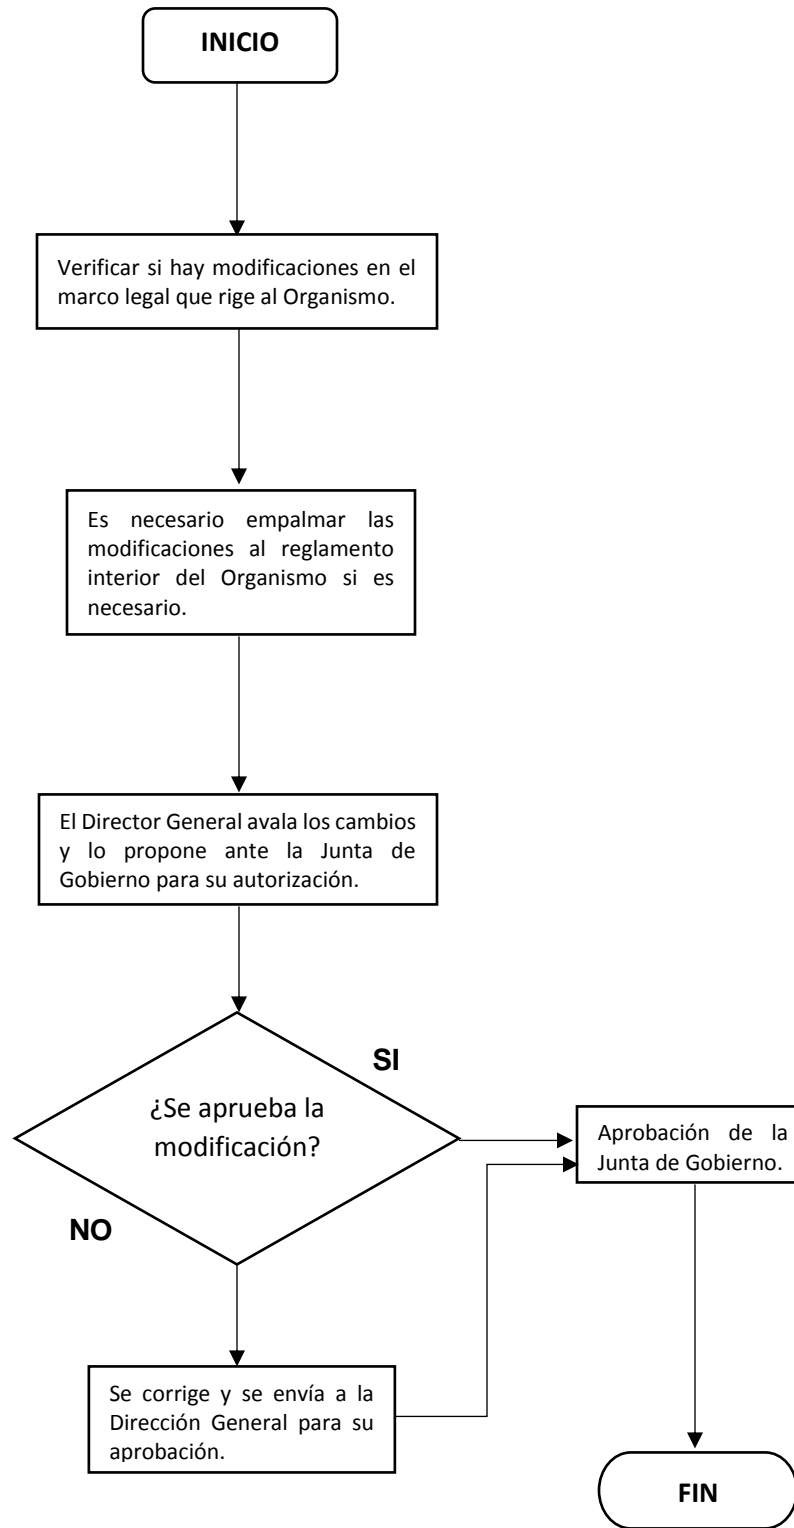 INICIO
Verificar si hay modificaciones en el
marco legal que rige al Organismo.
Es necesario empalmar las
modificaciones al reglamento
interior del Organismo si es
necesario.
El Director General avala los cambios
y lo propone ante la Junta de
Gobierno para su autorización.
SI
¿Se aprueba la
modificación?
Aprobación de la
Junta de Gobierno.
NO
Se corrige y se envía a la
Dirección General para su
aprobación.
FIN